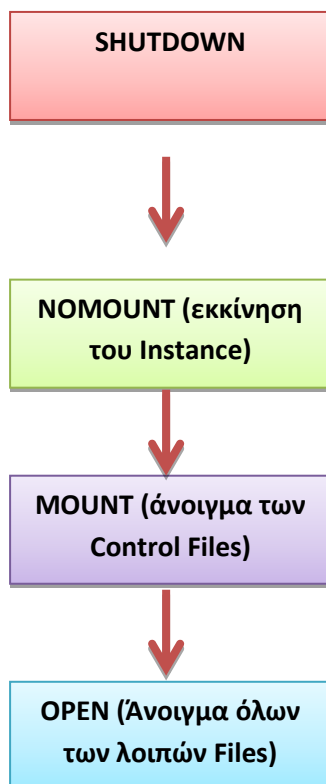 SHUTDOWN
NOMOUNT (εκκίνηση
του Instance)
MOUNT (άνοιγμα των
Control Files)
OPEN (Άνοιγμα όλων
των λοιπών Files)